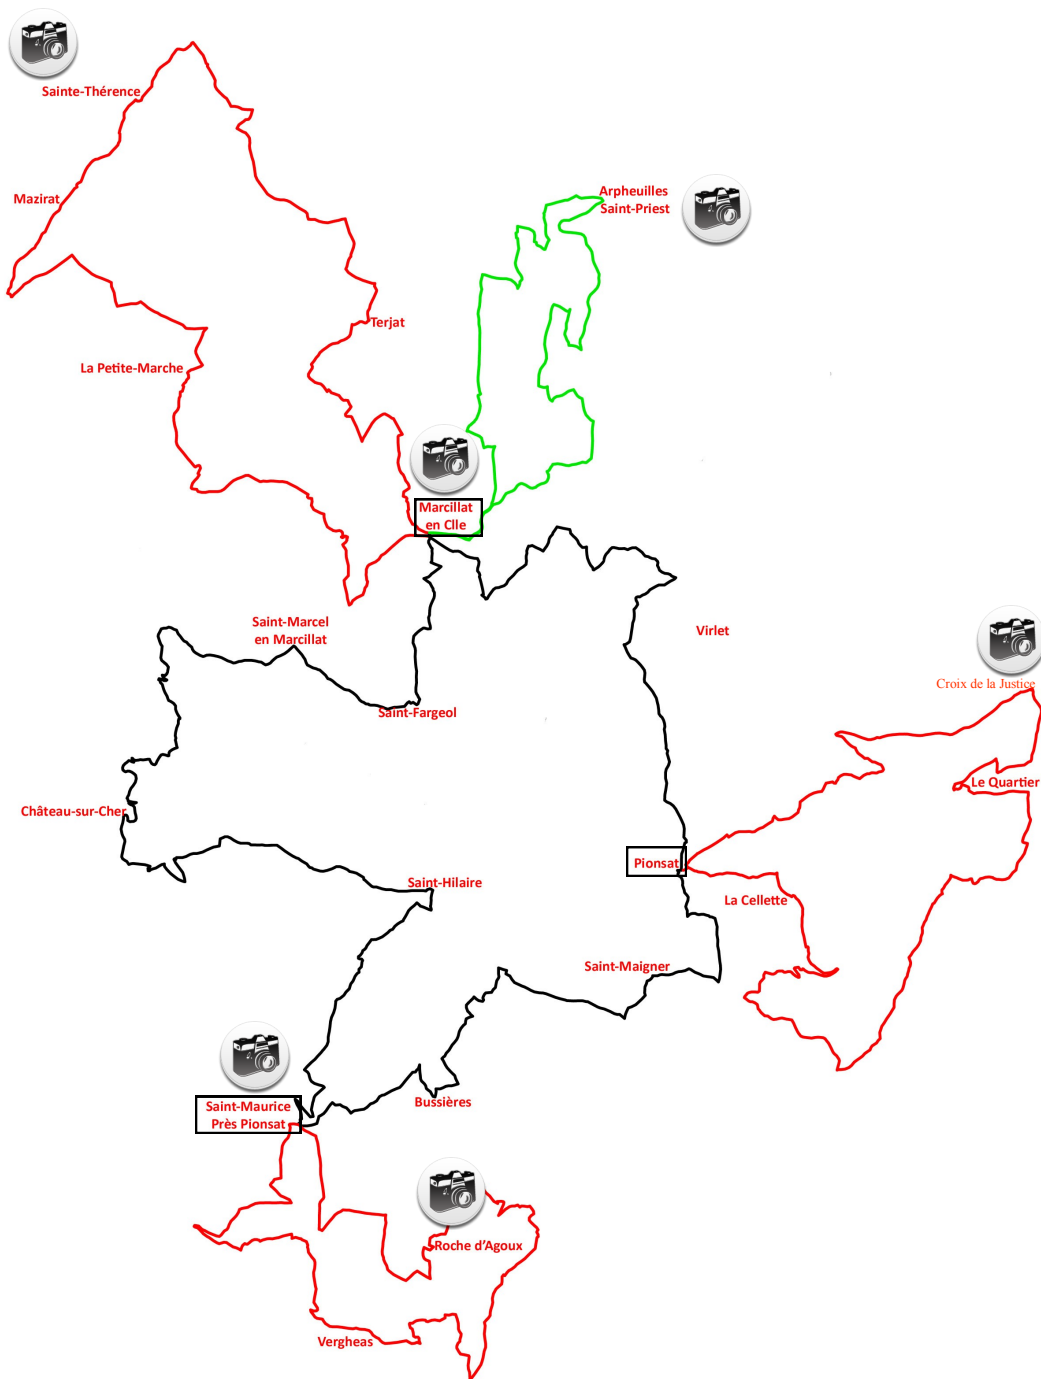 Sainte-Thérence
Mazirat
Arpheuilles
Saint-Priest
Terjat
La Petite-Marche
Marcillat
en Clle
Saint-Marcel
en Marcillat
Virlet
Croix de la Justice
Saint-Fargeol
Le Quartier
Château-sur-Cher
Pionsat
Saint-Hilaire
La Cellette
Saint-Maigner
Bussières
Saint-Maurice
Près Pionsat
Roche d'Agoux
Vergheas